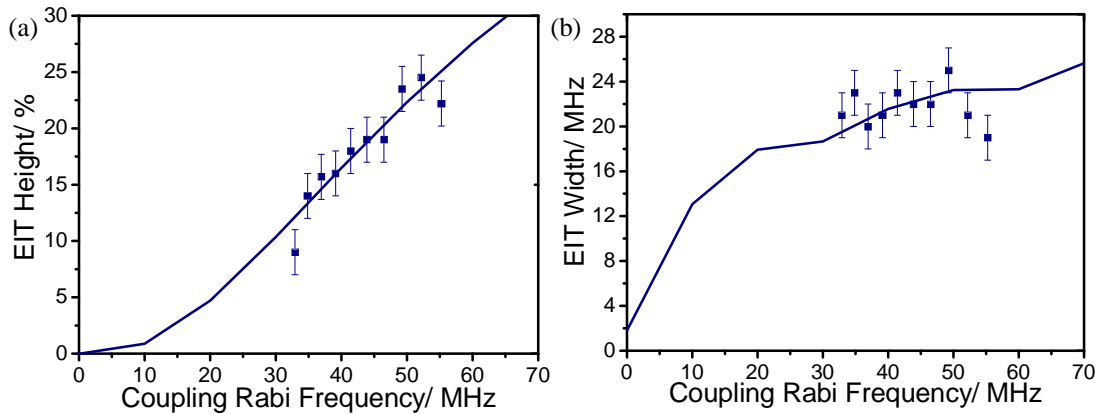 (a)
30
25
20
15
10
5
0
EIT Height/ %
0 10 20 30 40 50 60 70
Coupling Rabi Frequency/ MHz
(b)
28
24
20
16
12
8
4
0
EIT Width/ MHz
0 10 20 30 40 50 60 70
Coupling Rabi Frequency/ MHz